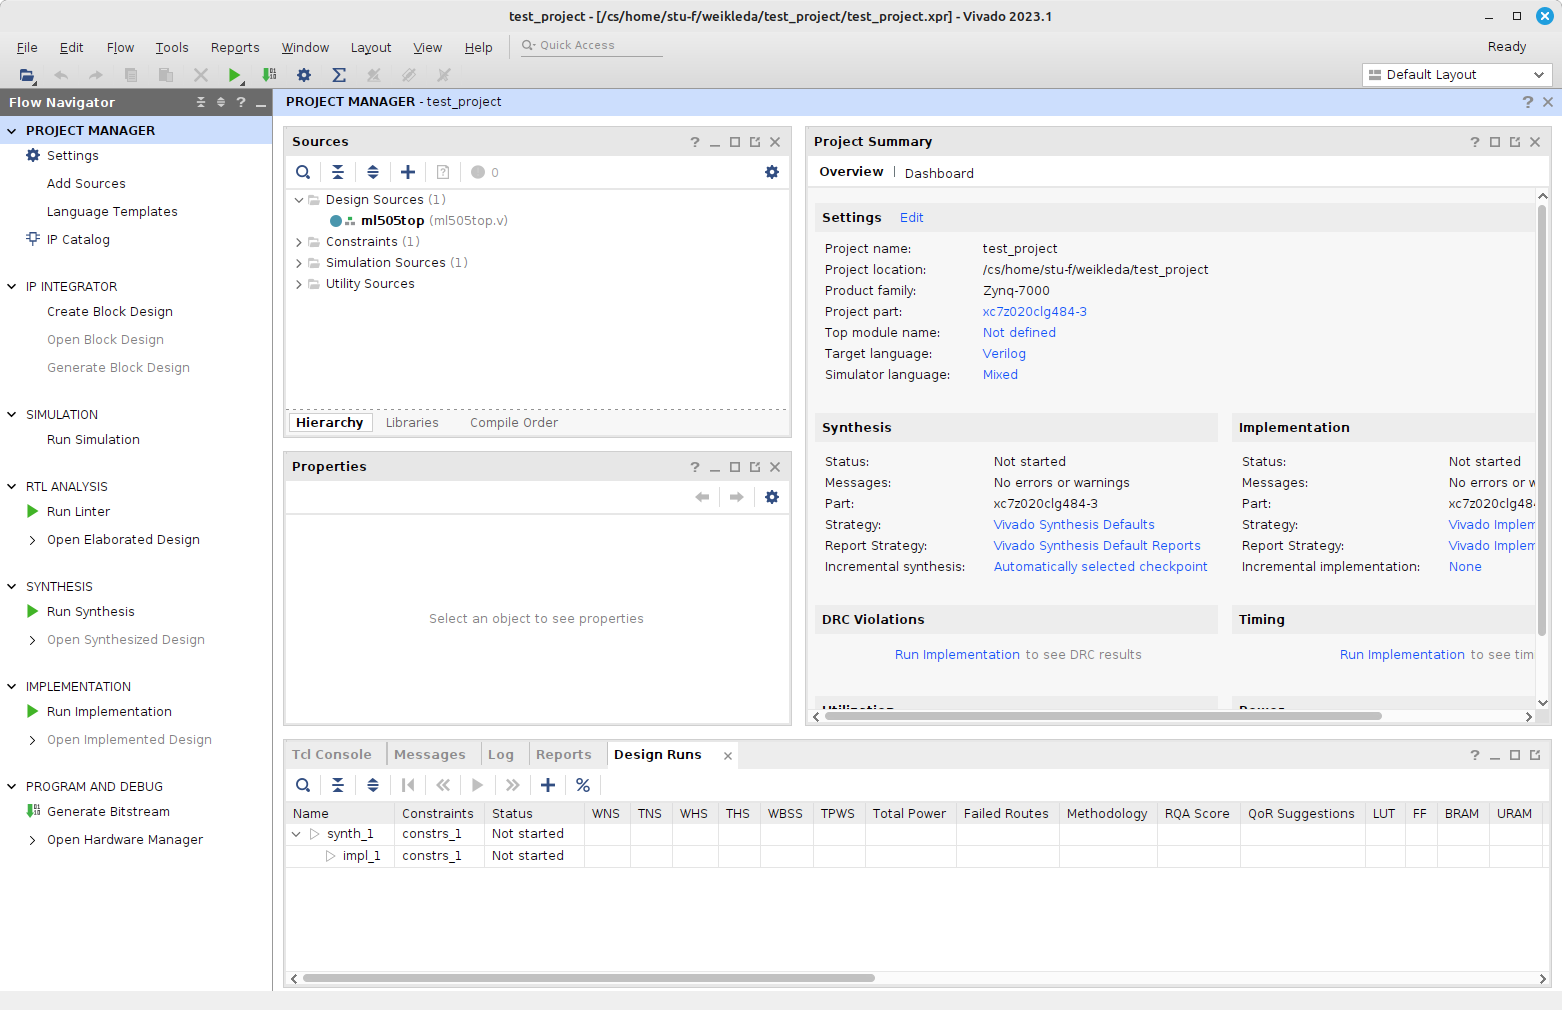 test_project - [/cs/home/stu-f/weikleda/test_project/test_project.xpr] - Vivado 2023.1
File Edit Flow Tools Reports Window Layout View Help Quick Access Ready
Default Layout
Flow Navigator ?
PROJECT MANAGER - test_project ?
PROJECT MANAGER
Settings
Add Sources
Language Templates
IP Catalog
IP INTEGRATOR
Create Block Design
Open Block Design
Generate Block Design
SIMULATION
Run Simulation
RTL ANALYSIS
Run Linter
Open Elaborated Design
SYNTHESIS
Run Synthesis
Open Synthesized Design
IMPLEMENTATION
Run Implementation
Open Implemented Design
PROGRAM AND DEBUG
Generate Bitstream
Open Hardware Manager
Sources ?
0
Design Sources (1)
ml505top (ml505top.v)
Constraints (1)
Simulation Sources (1)
Utility Sources
Hierarchy Libraries Compile Order
Properties ?
Select an object to see properties
Project Summary ?
Overview | Dashboard
Settings Edit
Project name: test_project
Project location: /cs/home/stu-f/weikleda/test_project
Product family: Zynq-7000
Project part: xc7z020clg484-3
Top module name: Not defined
Target language: Verilog
Simulator language: Mixed
Synthesis
Status: Not started
Messages: No errors or warnings
Part: xc7z020clg484-3
Strategy: Vivado Synthesis Defaults
Report Strategy: Vivado Synthesis Default Reports
Incremental synthesis: Automatically selected checkpoint
Implementation
Status: Not started
Messages: No errors or w
Part: xc7z020clg484
Strategy: Vivado Implem
Report Strategy: Vivado Implem
Incremental implementation: None
DRC Violations
Run Implementation to see DRC results
Timing
Run Implementation to see tim
Utilization
Power
Tcl Console Messages Log Reports Design Runs ?
%
Name Constraints Status WNS TNS WHS THS WBSS TPWS Total Power Failed Routes Methodology RQA Score QoR Suggestions LUT FF BRAM URAM
synth_1 constrs_1 Not started
impl_1 constrs_1 Not started